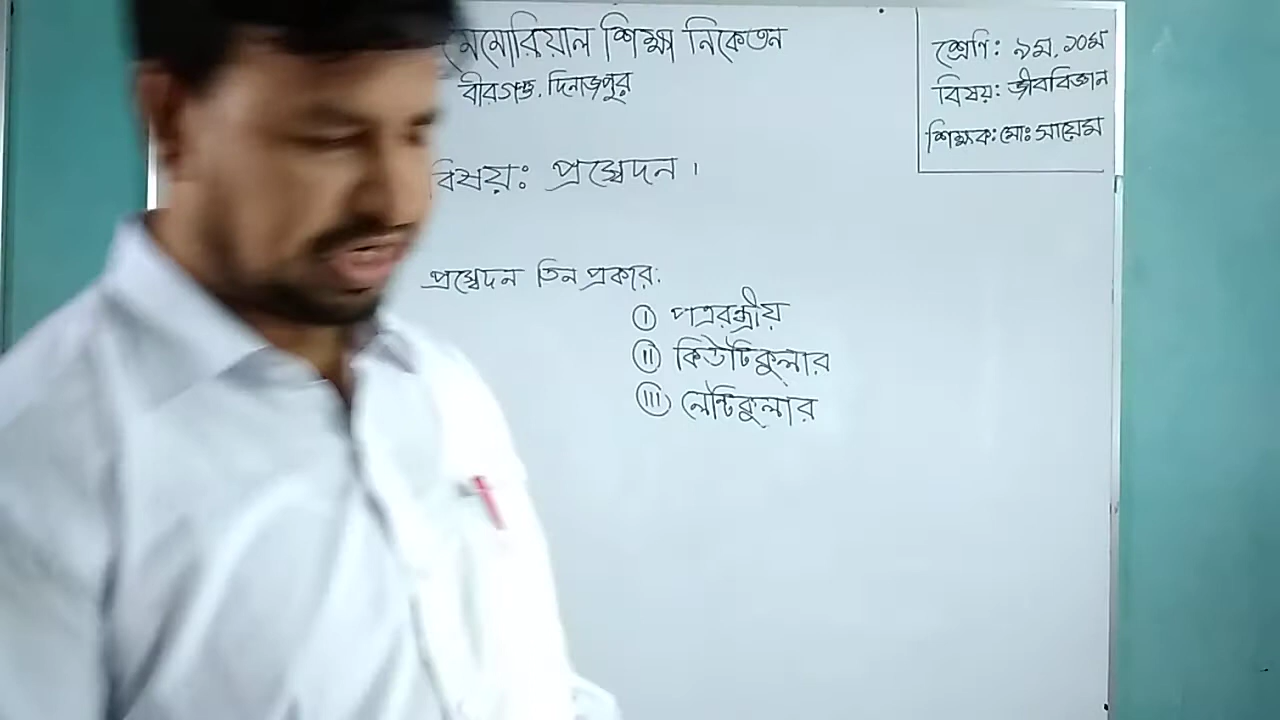 মেমোরিয়াল শিক্ষা নিকেতন
বীরগঞ্জ, দিনাজপুর
বিষয়ঃ প্রস্বেদন।
প্রস্বেদন তিন প্রকার:
(i) পত্ররন্ধ্রীয়
(ii) কিউটিকুলার
(iii) লেন্টিকুলার
শ্রেণি: ৯ম, ১০ম
বিষয়: জীববিজ্ঞান
শিক্ষক: মোঃ সায়েম